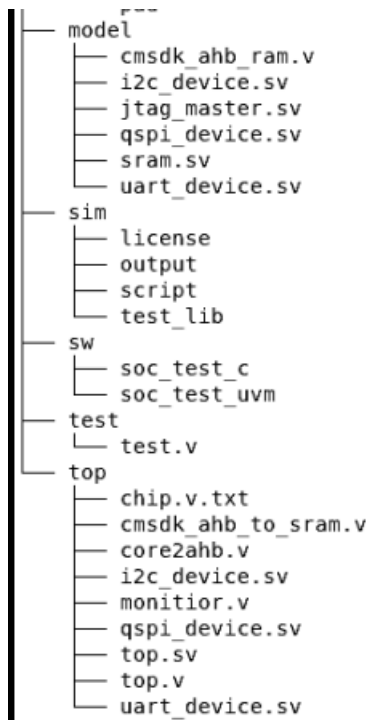 model
cmsdk_ahb_ram.v
i2c_device.sv
jtag_master.sv
qspi_device.sv
sram.sv
uart_device.sv
sim
license
output
script
test_lib
sw
soc_test_c
soc_test_uvm
test
test.v
top
chip.v.txt
cmsdk_ahb_to_sram.v
core2ahb.v
i2c_device.sv
monitior.v
qspi_device.sv
top.sv
top.v
uart_device.sv